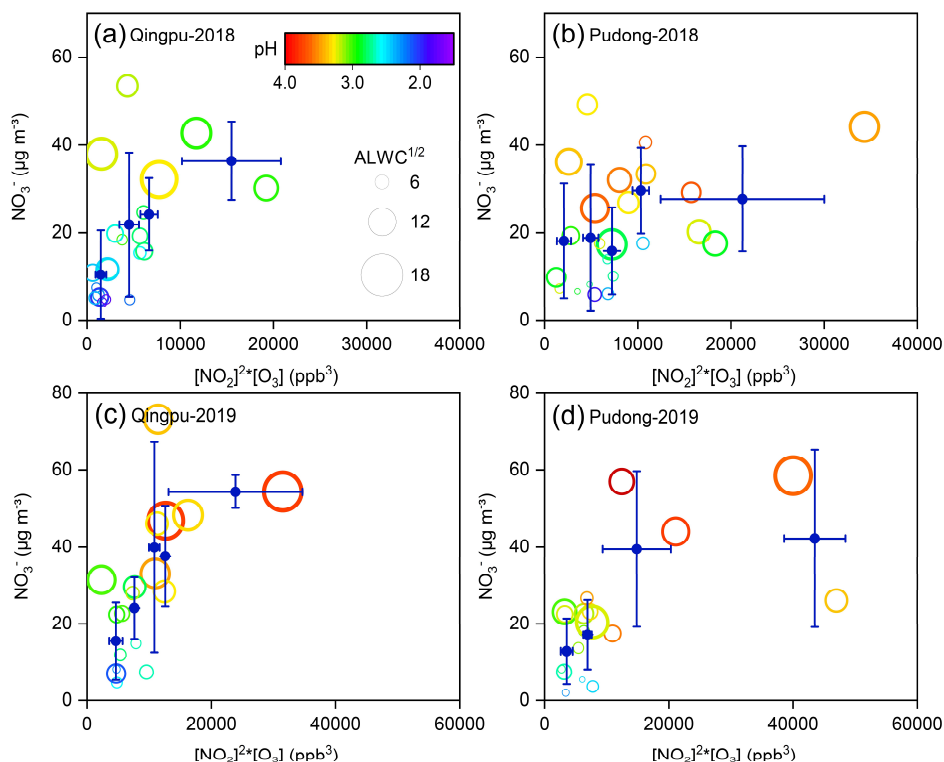 (a) Qingpu-2018
pH
4.0 3.0 2.0
ALWC^1/2
6
12
18
NO₃⁻ (µg m⁻³)
60
40
20
0
0 10000 20000 30000 40000
[NO₂]²*[O₃] (ppb³)
(b) Pudong-2018
NO₃⁻ (µg m⁻³)
60
40
20
0
0 10000 20000 30000 40000
[NO₂]²*[O₃] (ppb³)
(c) Qingpu-2019
NO₃⁻ (µg m⁻³)
80
60
40
20
0
0 20000 40000 60000
[NO₂]²*[O₃] (ppb³)
(d) Pudong-2019
NO₃⁻ (µg m⁻³)
80
60
40
20
0
0 20000 40000 60000
[NO₂]²*[O₃] (ppb³)